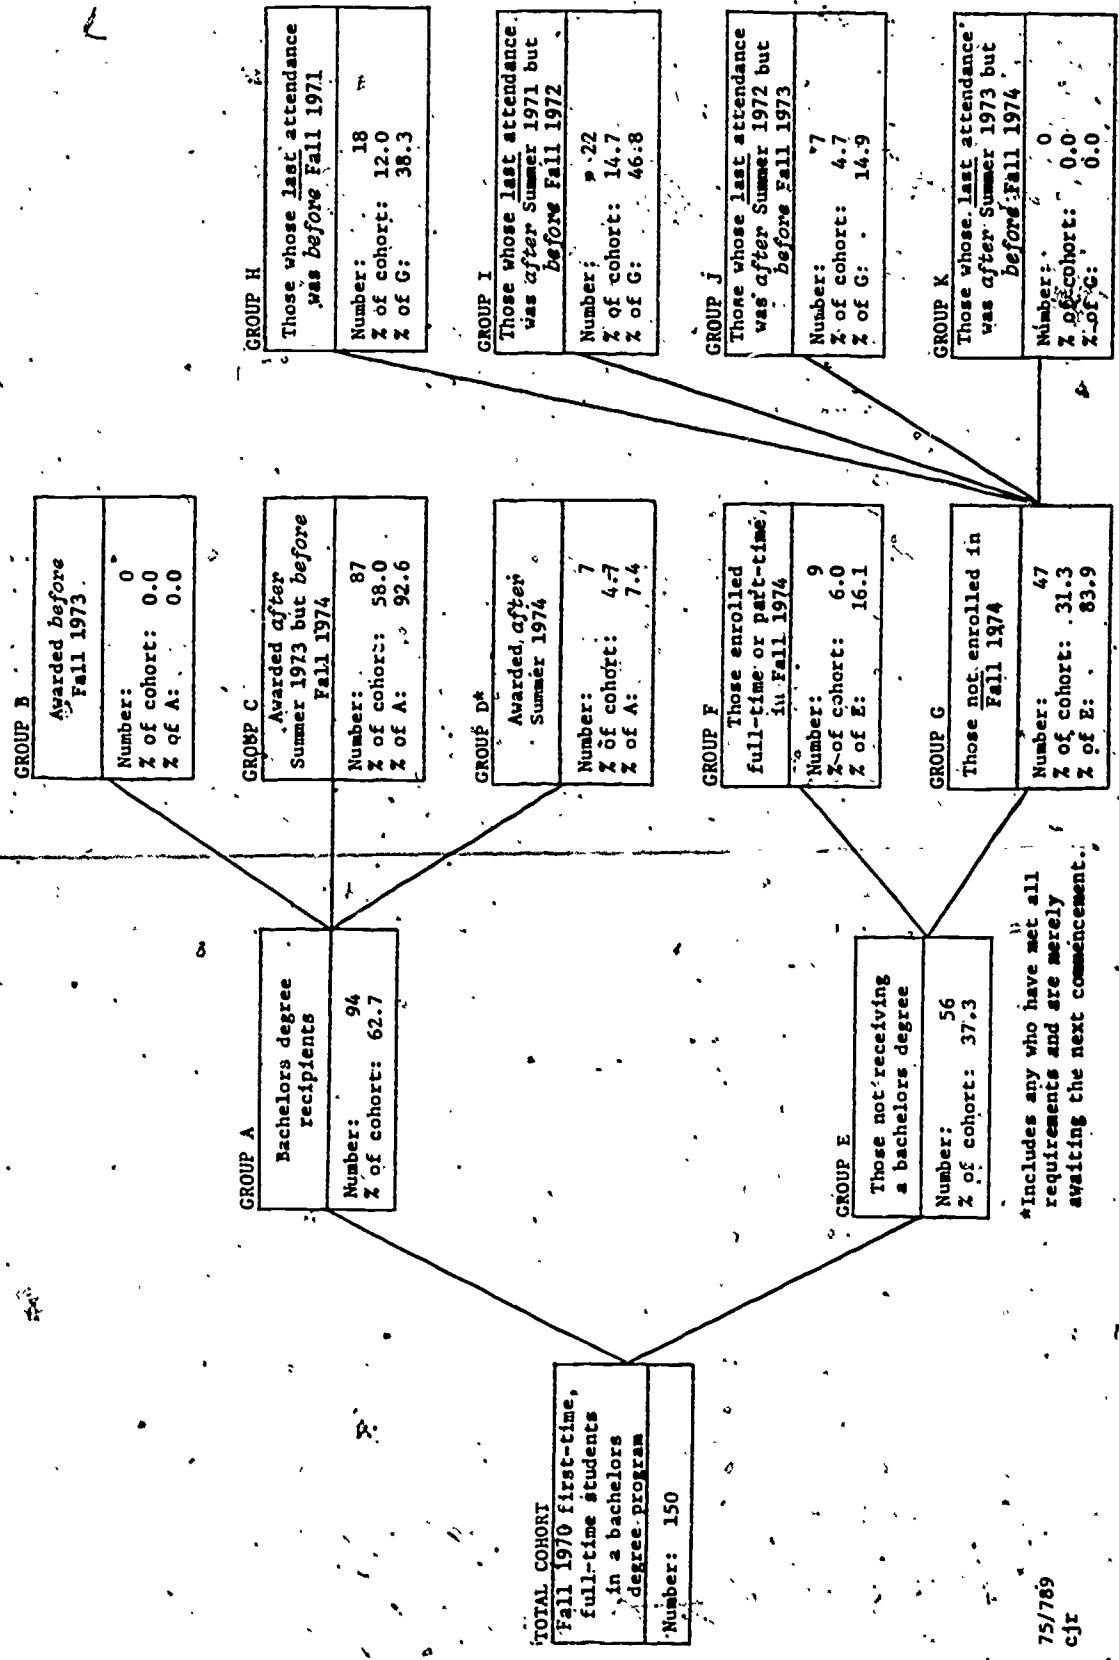 TOTAL COHORT
Fall 1970 first-time,
full-time students
in a bachelors
degree program
Number: 150
GROUP A
Bachelors degree
recipients
Number: 94
% of cohort: 62.7
GROUP E
Those not receiving
a bachelors degree
Number: 56
% of cohort: 37.3
GROUP B
Awarded before
Fall 1973
Number: 0
% of cohort: 0.0
% of A: 0.0
GROUP C
Awarded after
Summer 1973 but before
Fall 1974
Number: 87
% of cohort: 58.0
% of A: 92.6
GROUP D*
Awarded after
Summer 1974
Number: 7
% of cohort: 4.7
% of A: 7.4
GROUP F
Those enrolled
full-time or part-time
in Fall 1974
Number: 9
% of cohort: 6.0
% of E: 16.1
GROUP G
Those not enrolled in
Fall 1974
Number: 47
% of cohort: 31.3
% of E: 83.9
GROUP H
Those whose last attendance
was before Fall 1971
Number: 18
% of cohort: 12.0
% of G: 38.3
GROUP I
Those whose last attendance
was after Summer 1971 but
before Fall 1972
Number: 22
% of cohort: 14.7
% of G: 46.8
GROUP J
Those whose last attendance
was after Summer 1972 but
before Fall 1973
Number: 7
% of cohort: 4.7
% of G: 14.9
GROUP K
Those whose last attendance
was after Summer 1973 but
before Fall 1974
Number: 0
% of cohort: 0.0
% of G: 0.0
*Includes any who have met all
requirements and are merely
awaiting the next commencement.
75/789
cjr